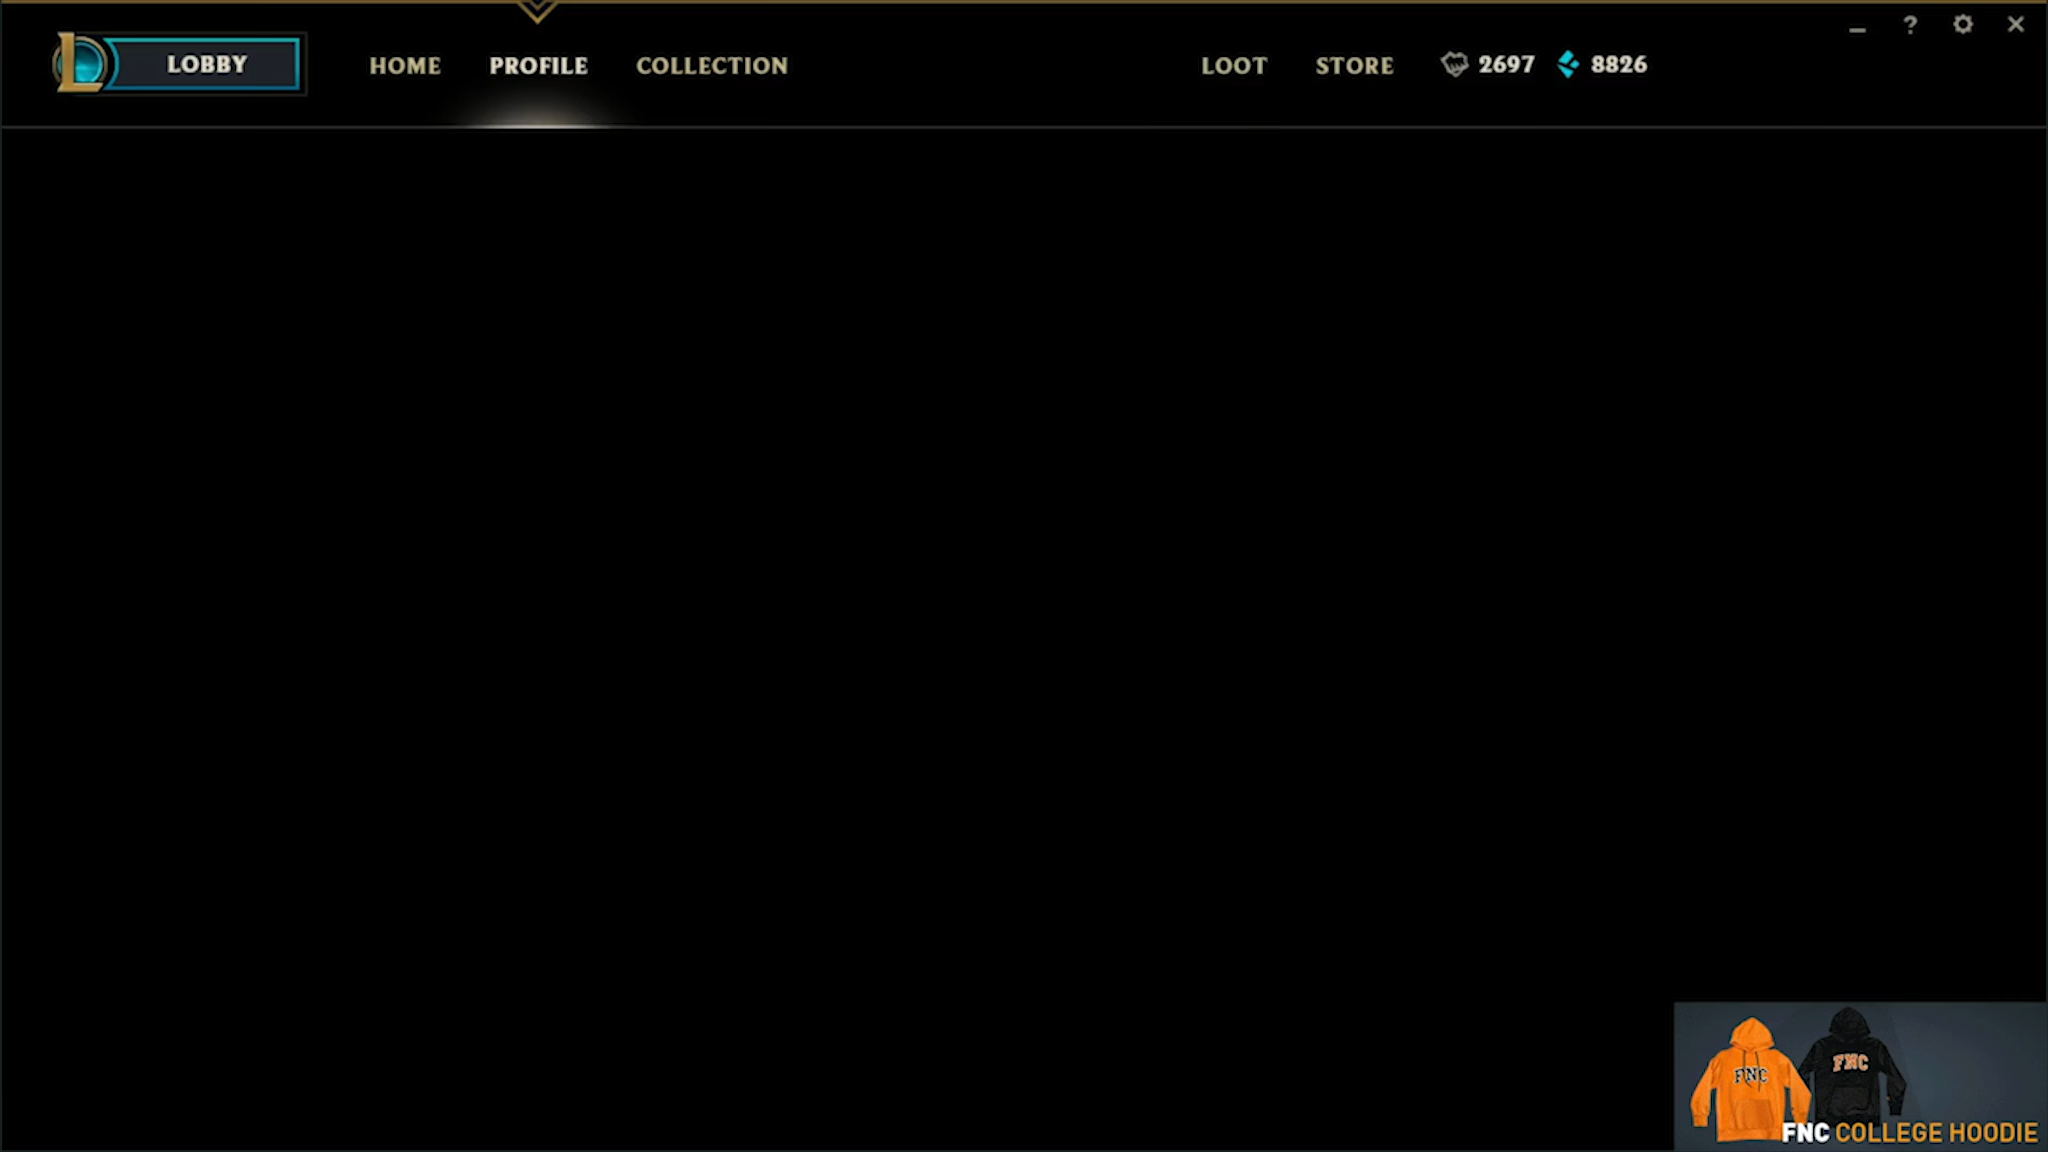 LOBBY HOME PROFILE COLLECTION LOOT STORE 2697 8826
?
FNC FNC
FNC COLLEGE HOODIE